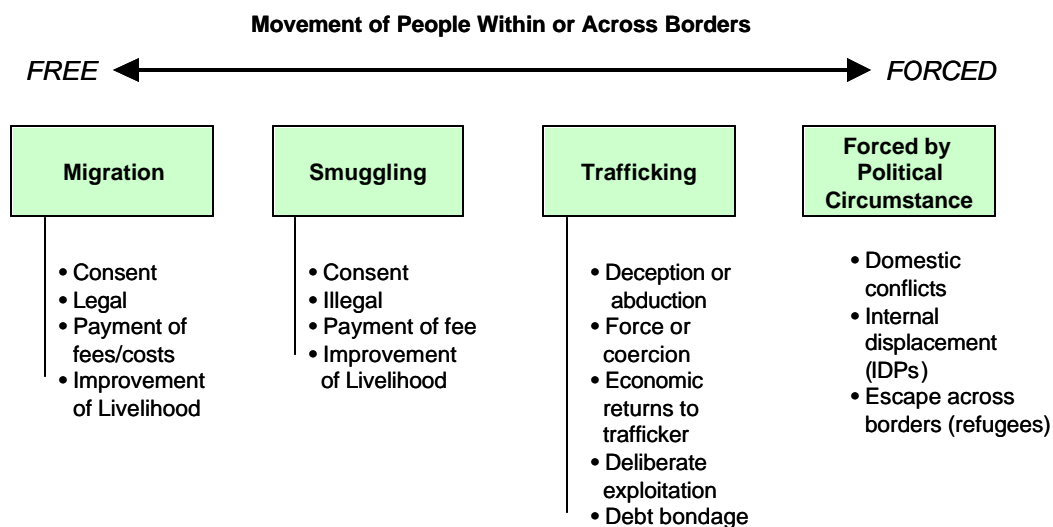 Movement of People Within or Across Borders
FREE
FORCED
Migration
• Consent
• Legal
• Payment of
fees/costs
• Improvement
of Livelihood
Smuggling
• Consent
• Illegal
• Payment of fee
• Improvement
of Livelihood
Trafficking
• Deception or
abduction
• Force or
coercion
• Economic
returns to
trafficker
• Deliberate
exploitation
• Debt bondage
Forced by
Political
Circumstance
• Domestic
conflicts
• Internal
displacement
(IDPs)
• Escape across
borders (refugees)